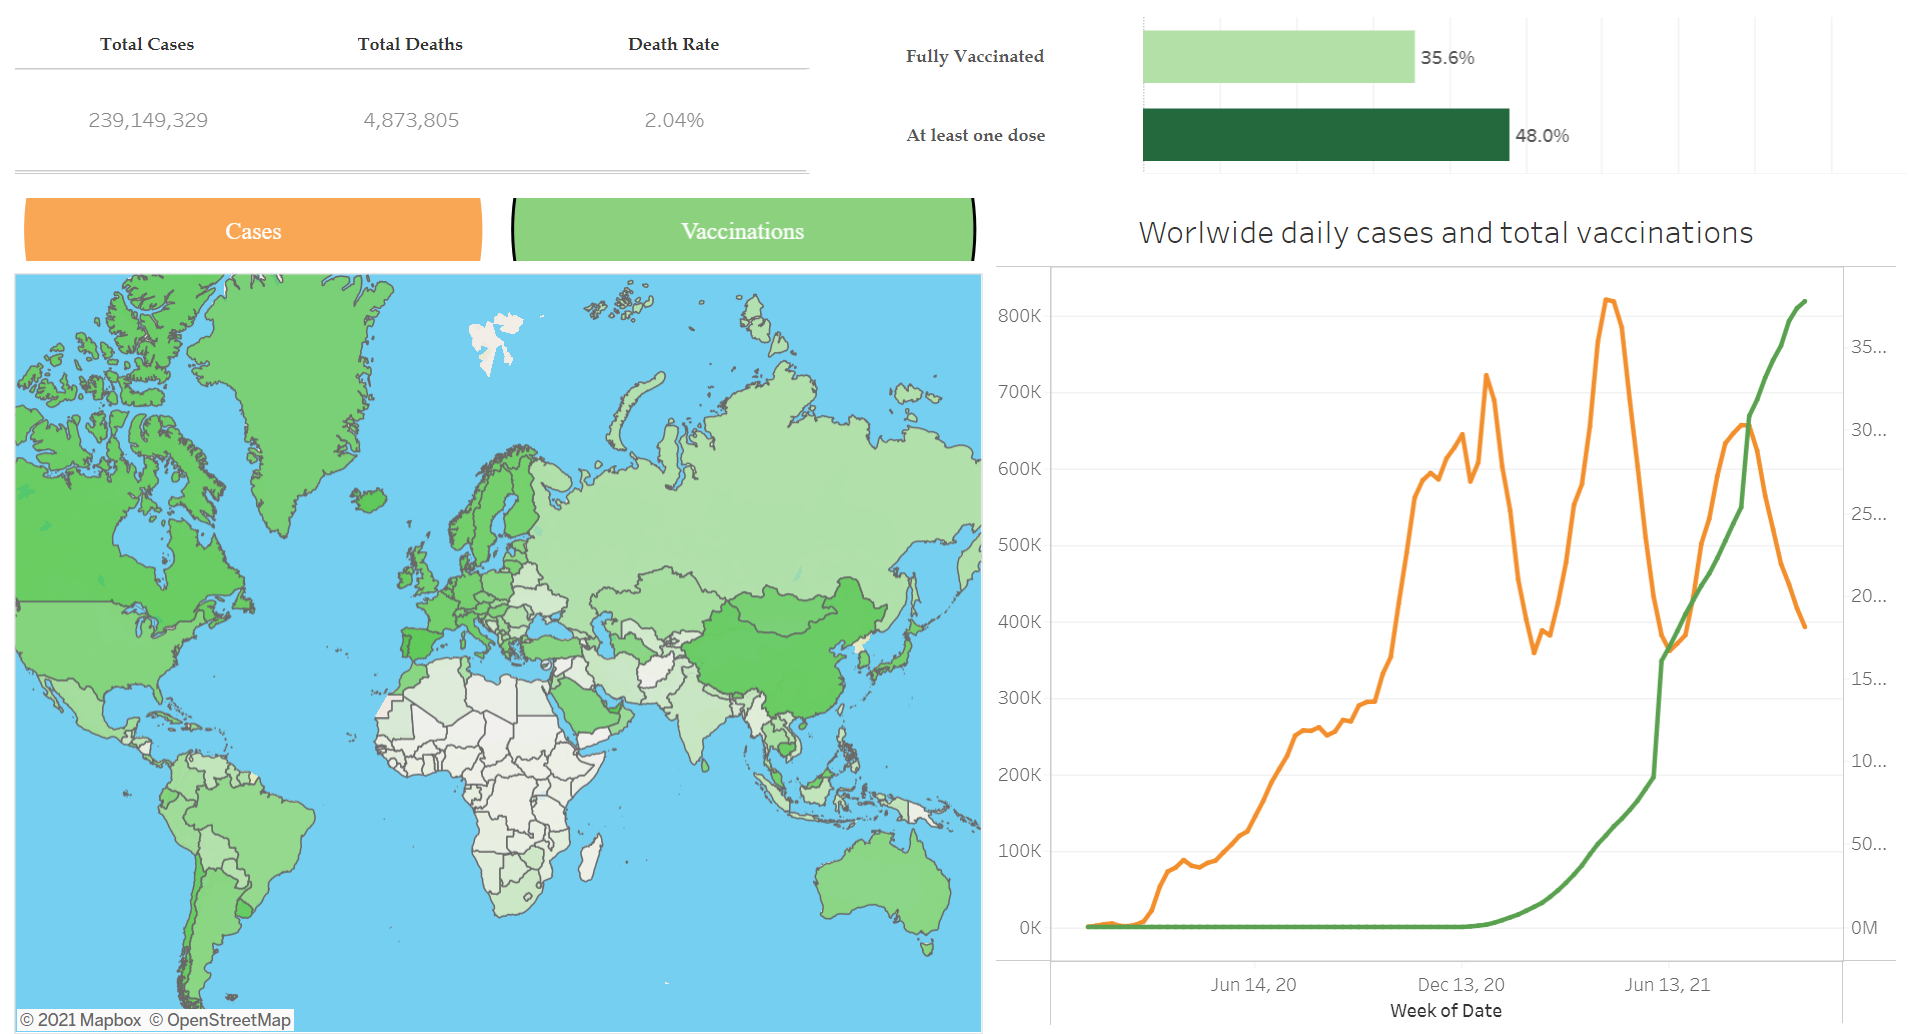 Total Cases Total Deaths Death Rate
239,149,329 4,873,805 2.04%
Fully Vaccinated 35.6%
At least one dose 48.0%
Cases Vaccinations
© 2021 Mapbox © OpenStreetMap
Worlwide daily cases and total vaccinations
800K
700K
600K
500K
400K
300K
200K
100K
0K
35...
30...
25...
20...
15...
10...
50...
0M
Jun 14, 20 Dec 13, 20 Jun 13, 21
Week of Date